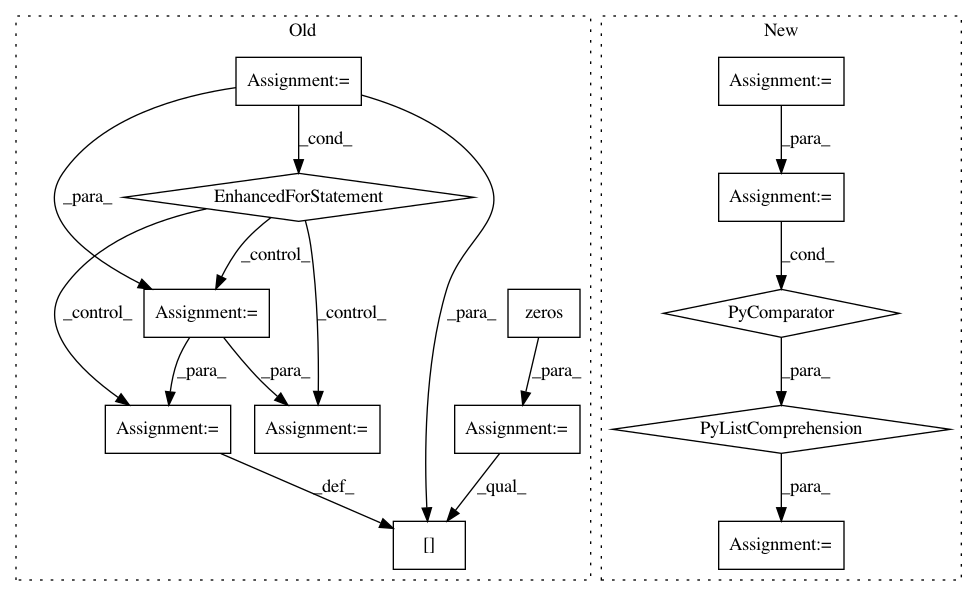 Old
New
Assignment:=
Assignment:=
_cond_
_para_
_para_
EnhancedForStatement
Assignment:=
_control_
_cond_
_control_
_control_
_para_
Assignment:=
zeros
PyComparator
_para_
_para_
_para_
_para_
Assignment:=
Assignment:=
Assignment:=
PyListComprehension
_def_
_qual_
_para_
[]
Assignment:=